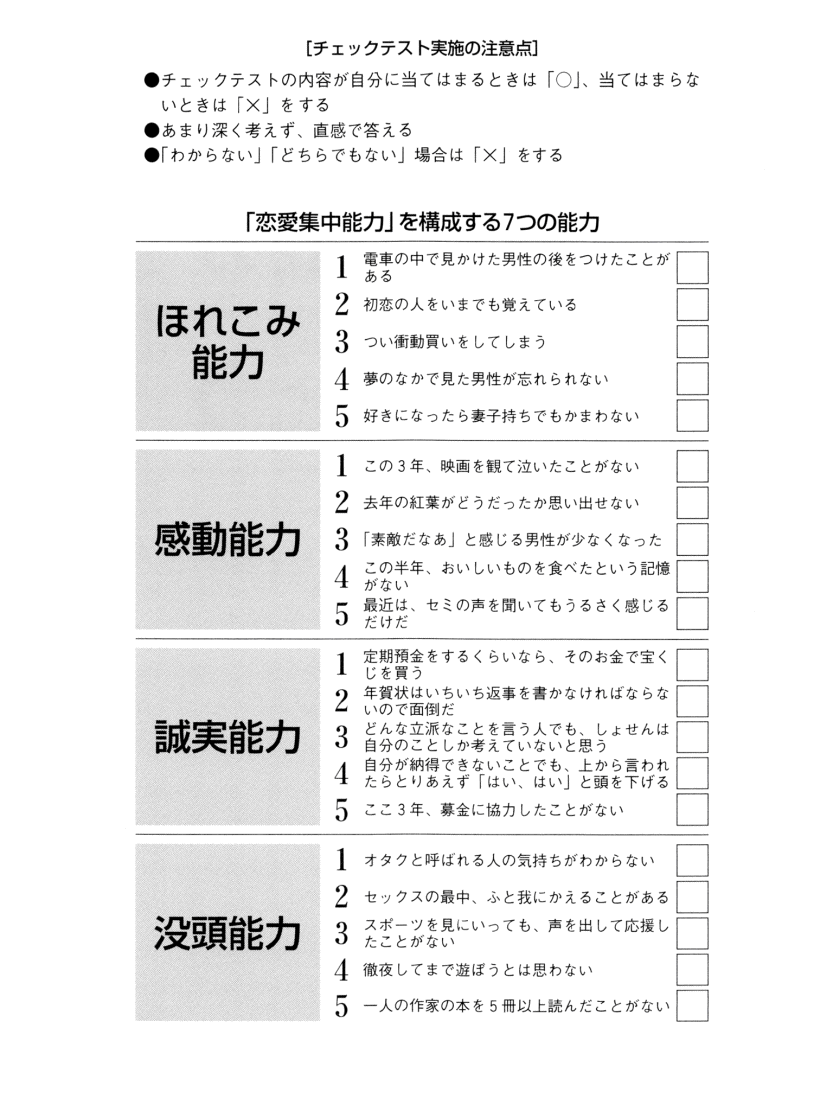 [チェックテスト実施の注意点]
●チェックテストの内容が自分に当てはまるときは「○」、当てはまらな
いときは「×」をする
●あまり深く考えず、直感で答える
●「わからない」「どちらでもない」場合は「×」をする
「恋愛集中能力」を構成する7つの能力
ほれこみ
能力
1 電車の中で見かけた男性の後をつけたことが
ある
2 初恋の人をいまでも覚えている
3 つい衝動買いをしてしまう
4 夢のなかで見た男性が忘れられない
5 好きになったら妻子持ちでもかまわない
感動能力
1 この3年、映画を観て泣いたことがない
2 去年の紅葉がどうだったか思い出せない
3 「素敵だなあ」と感じる男性が少なくなった
4 この半年、おいしいものを食べたという記憶
がない
5 最近は、セミの声を聞いてもうるさく感じる
だけだ
誠実能力
1 定期預金をするくらいなら、そのお金で宝く
じを買う
2 年賀状はいちいち返事を書かなければならな
いので面倒だ
3 どんな立派なことを言う人でも、しょせんは
自分のことしか考えていないと思う
4 自分が納得できないことでも、上から言われ
たらとりあえず「はい、はい」と頭を下げる
5 ここ3年、募金に協力したことがない
没頭能力
1 オタクと呼ばれる人の気持ちがわからない
2 セックスの最中、ふと我にかえることがある
3 スポーツを見にいっても、声を出して応援し
たことがない
4 徹夜してまで遊ぼうとは思わない
5 一人の作家の本を5冊以上読んだことがない